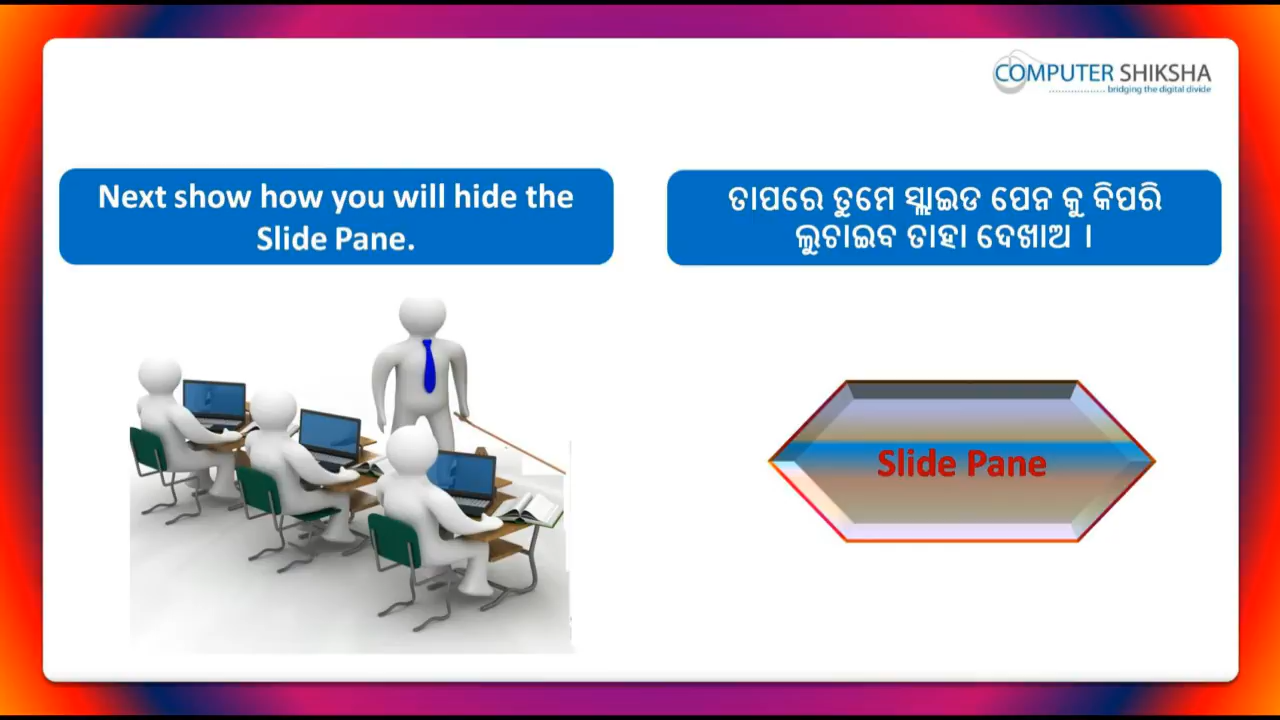 COMPUTER SHIKSHA
bridging the digital divide
Next show how you will hide the
Slide Pane.
ତାପରେ ତୁମେ ସ୍ଲାଇଡ ପେନ କୁ କିପରି
ଲୁଚାଇବ ତାହା ଦେଖାଅ ।
Slide Pane